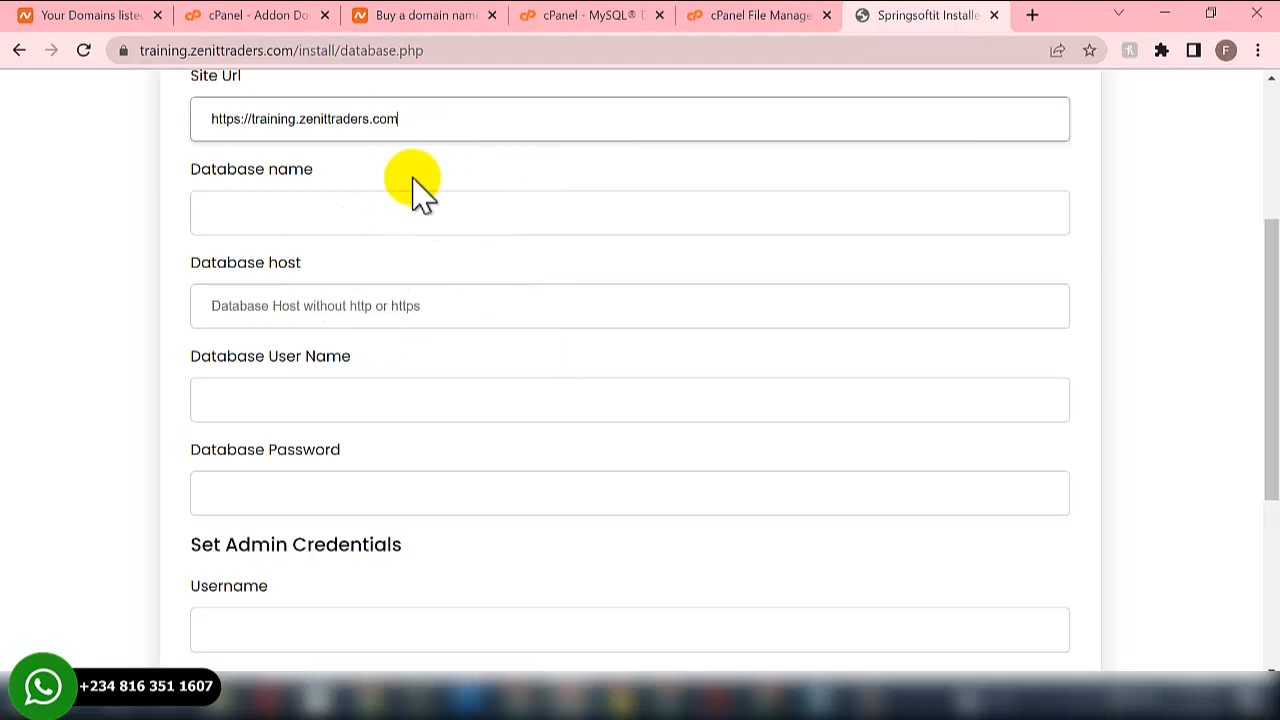 Your Domains liste
cPanel - Addon Do
Buy a domain nam
cPanel - MySQL® D
cPanel File Manage
Springsoftit Installe
training.zenittraders.com/install/database.php
F
Site Url
https://training.zenittraders.com
Database name
Database host
Database Host without http or https
Database User Name
Database Password
Set Admin Credentials
Username
+234 816 351 1607